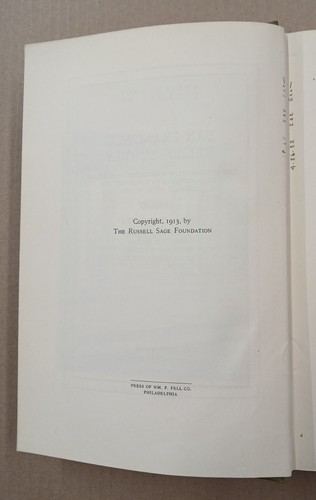 Copyright, 1913, by
THE RUSSELL SAGE FOUNDATION
PRESS OF WM. F. FELL CO.
PHILADELPHIA